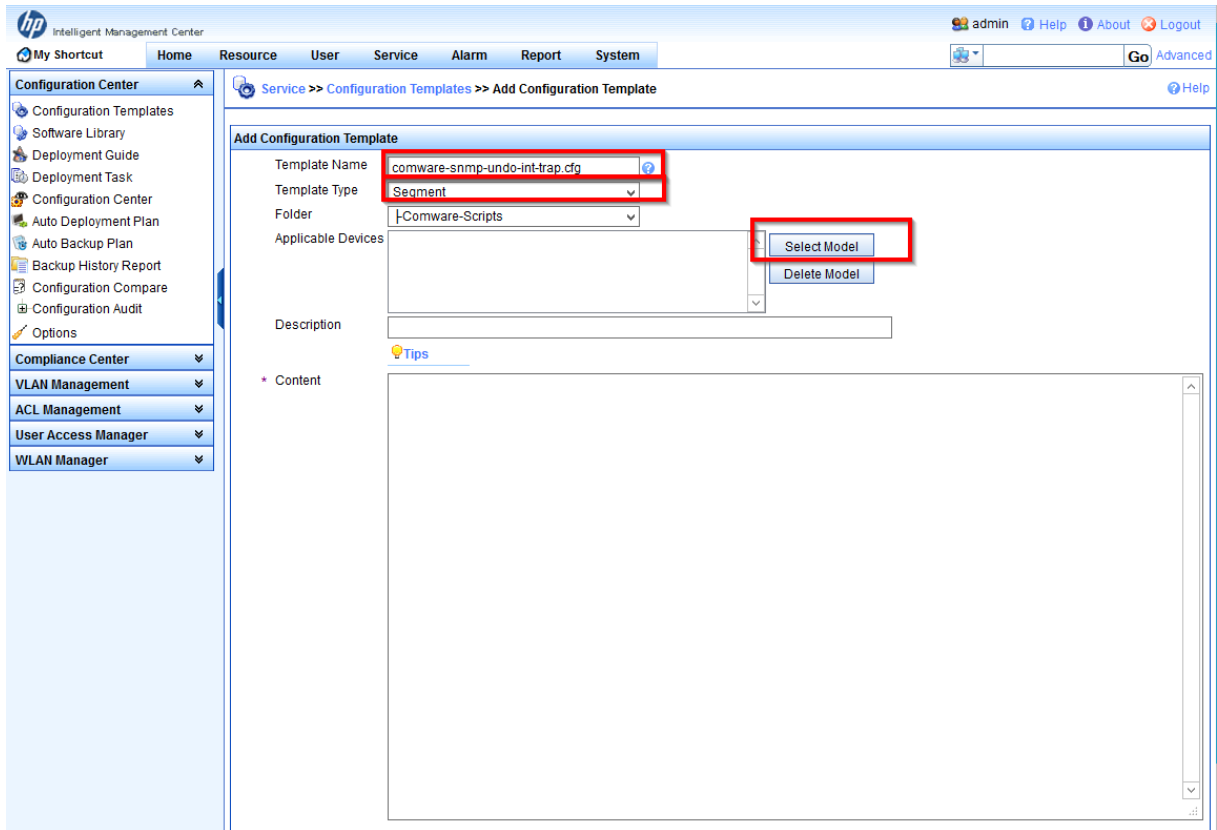 hp Intelligent Management Center
admin Help About Logout
My Shortcut Home Resource User Service Alarm Report System Go Advanced
Configuration Center
Service >> Configuration Templates >> Add Configuration Template Help
Configuration Templates
Software Library
Deployment Guide
Deployment Task
Configuration Center
Auto Deployment Plan
Auto Backup Plan
Backup History Report
Configuration Compare
Configuration Audit
Options
Compliance Center
VLAN Management
ACL Management
User Access Manager
WLAN Manager
Add Configuration Template
Template Name comware-snmp-undo-int-trap.cfg
Template Type Segment
Folder |-Comware-Scripts
Applicable Devices Select Model
Delete Model
Description
Tips
* Content